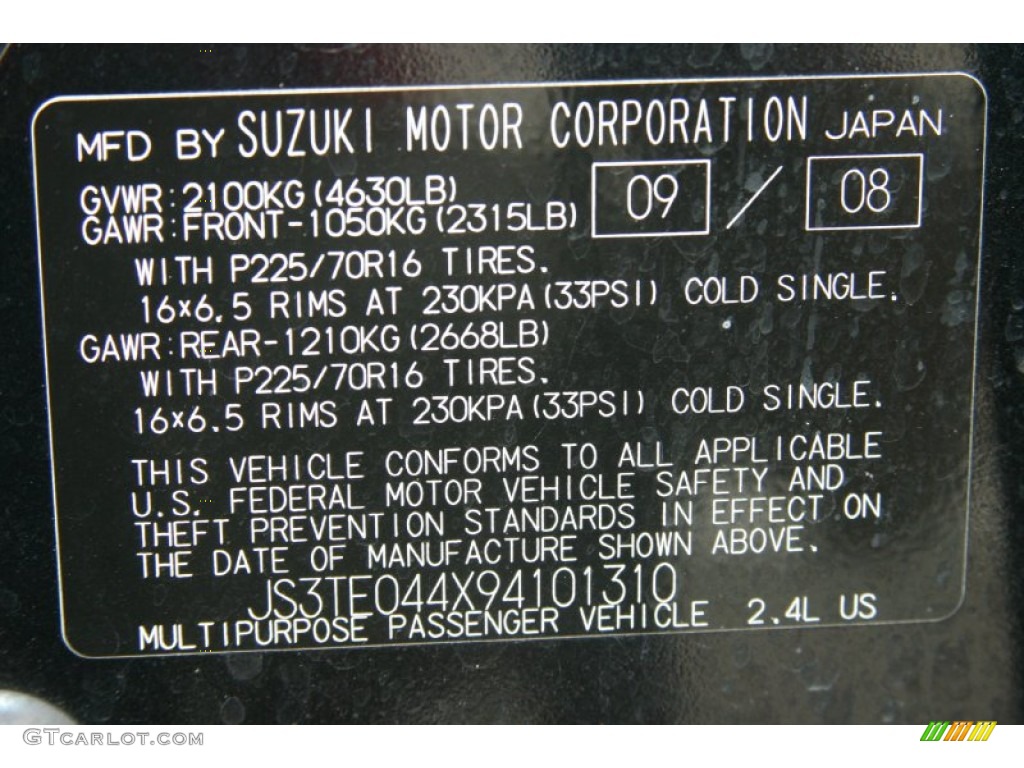 MFD BY SUZUKI MOTOR CORPORATION JAPAN
GVWR:2100KG(4630LB) 09 / 08
GAWR:FRONT-1050KG(2315LB)
WITH P225/70R16 TIRES.
16×6.5 RIMS AT 230KPA(33PSI) COLD SINGLE.
GAWR:REAR-1210KG(2668LB)
WITH P225/70R16 TIRES.
16×6.5 RIMS AT 230KPA(33PSI) COLD SINGLE.
THIS VEHICLE CONFORMS TO ALL APPLICABLE
U.S. FEDERAL MOTOR VEHICLE SAFETY AND
THEFT PREVENTION STANDARDS IN EFFECT ON
THE DATE OF MANUFACTURE SHOWN ABOVE.
JS3TE044X94101310
MULTIPURPOSE PASSENGER VEHICLE 2.4L US
GTCARLOT.COM